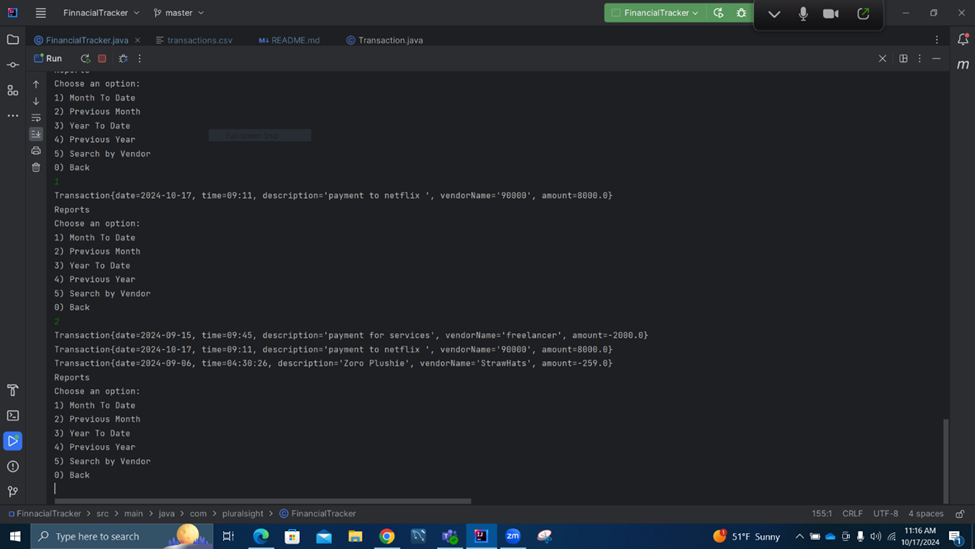 FinnacialTracker
master
FinancialTracker
FinancialTracker.java
transactions.csv
README.md
Transaction.java
Run
Reports
Choose an option:
1) Month To Date
2) Previous Month
3) Year To Date
4) Previous Year
5) Search by Vendor
0) Back
1
Transaction{date=2024-10-17, time=09:11, description='payment to netflix ', vendorName='90000', amount=8000.0}
Reports
Choose an option:
1) Month To Date
2) Previous Month
3) Year To Date
4) Previous Year
5) Search by Vendor
0) Back
2
Transaction{date=2024-09-15, time=09:45, description='payment for services', vendorName='freelancer', amount=-2000.0}
Transaction{date=2024-10-17, time=09:11, description='payment to netflix ', vendorName='90000', amount=8000.0}
Transaction{date=2024-09-06, time=04:30:26, description='Zoro Plushie', vendorName='StrawHats', amount=-259.0}
Reports
Choose an option:
1) Month To Date
2) Previous Month
3) Year To Date
4) Previous Year
5) Search by Vendor
0) Back
FinnacialTracker > src > main > java > com > pluralsight > FinancialTracker
155:1 CRLF UTF-8 4 spaces
Type here to search
zm
51°F Sunny
11:16 AM
10/17/2024